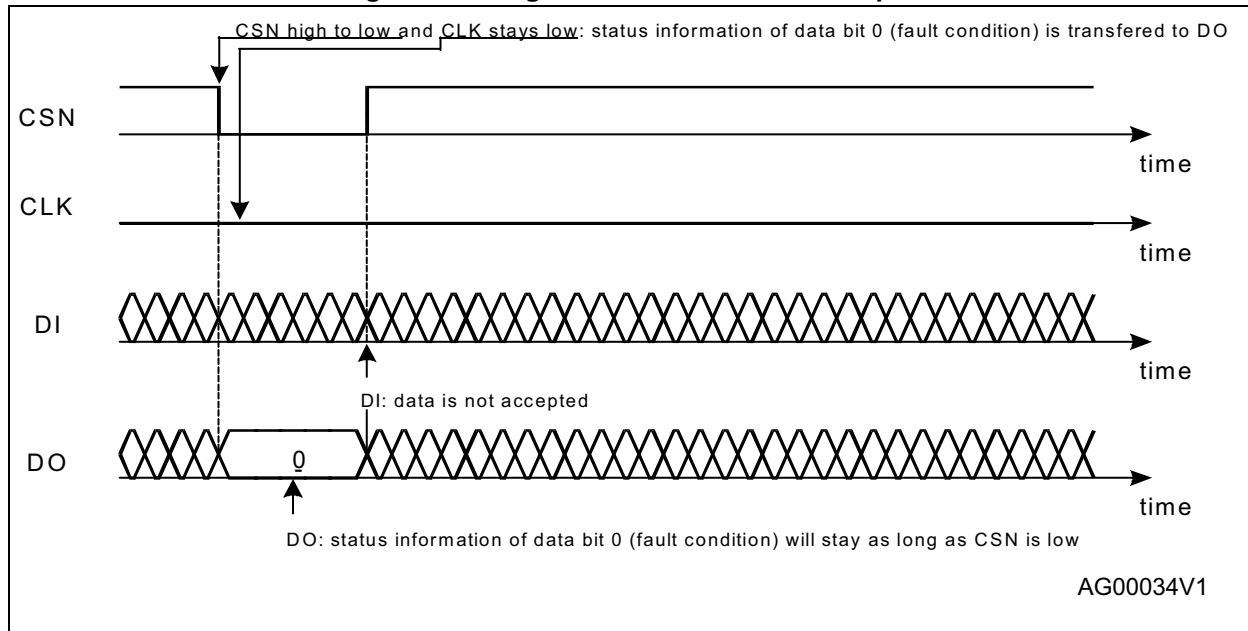 CSN high to low and CLK stays low: status information of data bit 0 (fault condition) is transfered to DO
CSN
time
CLK
time
DI
time
DI: data is not accepted
DO
0
time
DO: status information of data bit 0 (fault condition) will stay as long as CSN is low
AG00034V1